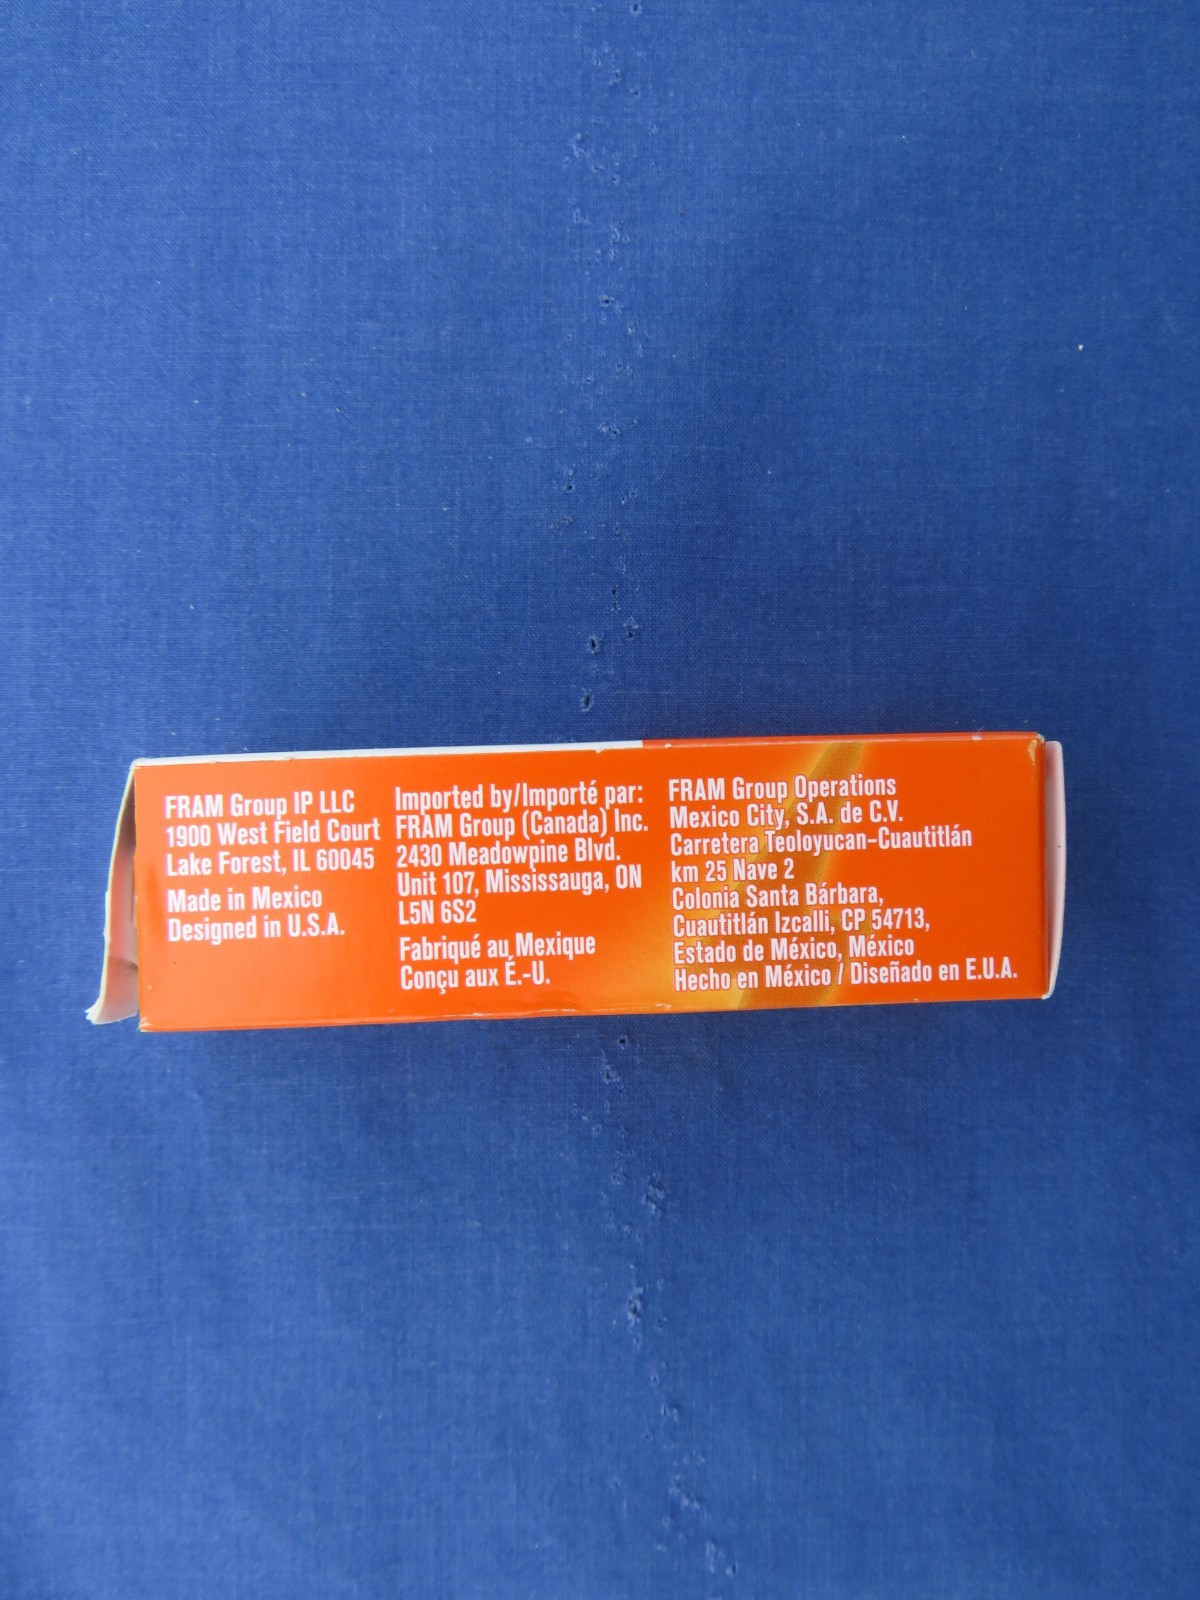 FRAM Group IP LLC
1900 West Field Court
Lake Forest, IL 60045
Made in Mexico
Designed in U.S.A.
Imported by/Importé par:
FRAM Group (Canada) Inc.
2430 Meadowpine Blvd.
Unit 107, Mississauga, ON
L5N 6S2
Fabriqué au Mexique
Conçu aux É.-U.
FRAM Group Operations
Mexico City, S.A. de C.V.
Carretera Teoloyucan-Cuautitlán
km 25 Nave 2
Colonia Santa Bárbara,
Cuautitlán Izcalli, CP 54713,
Estado de México, México
Hecho en México / Diseñado en E.U.A.